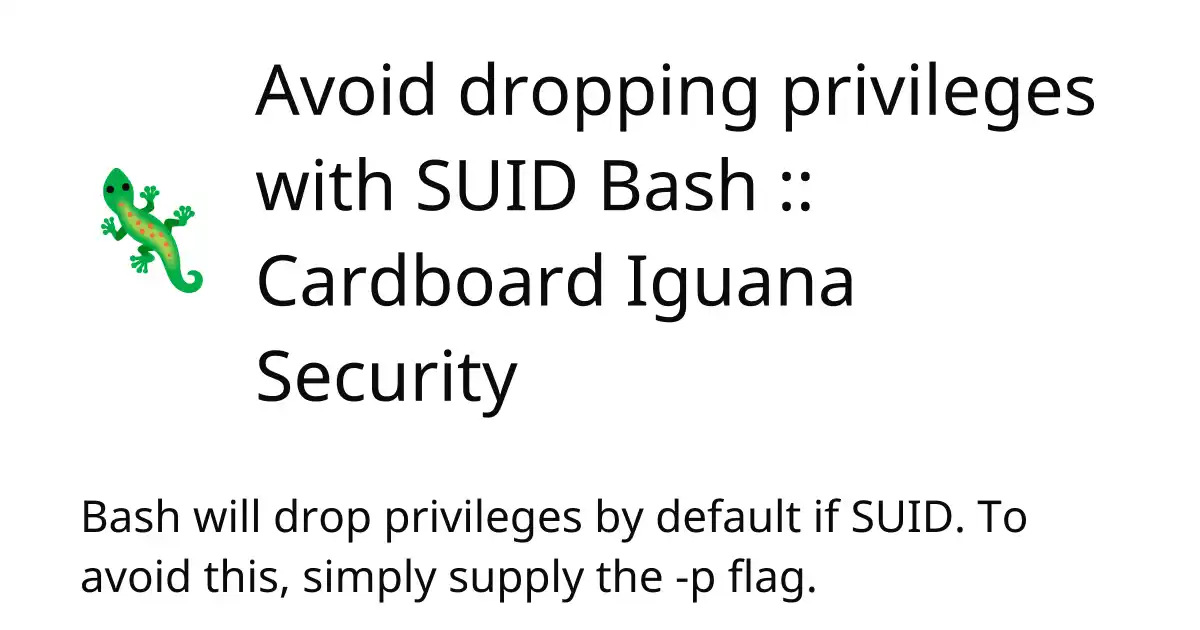 Avoid dropping privileges
with SUID Bash ::
Cardboard Iguana
Security
Bash will drop privileges by default if SUID. To
avoid this, simply supply the -p flag.